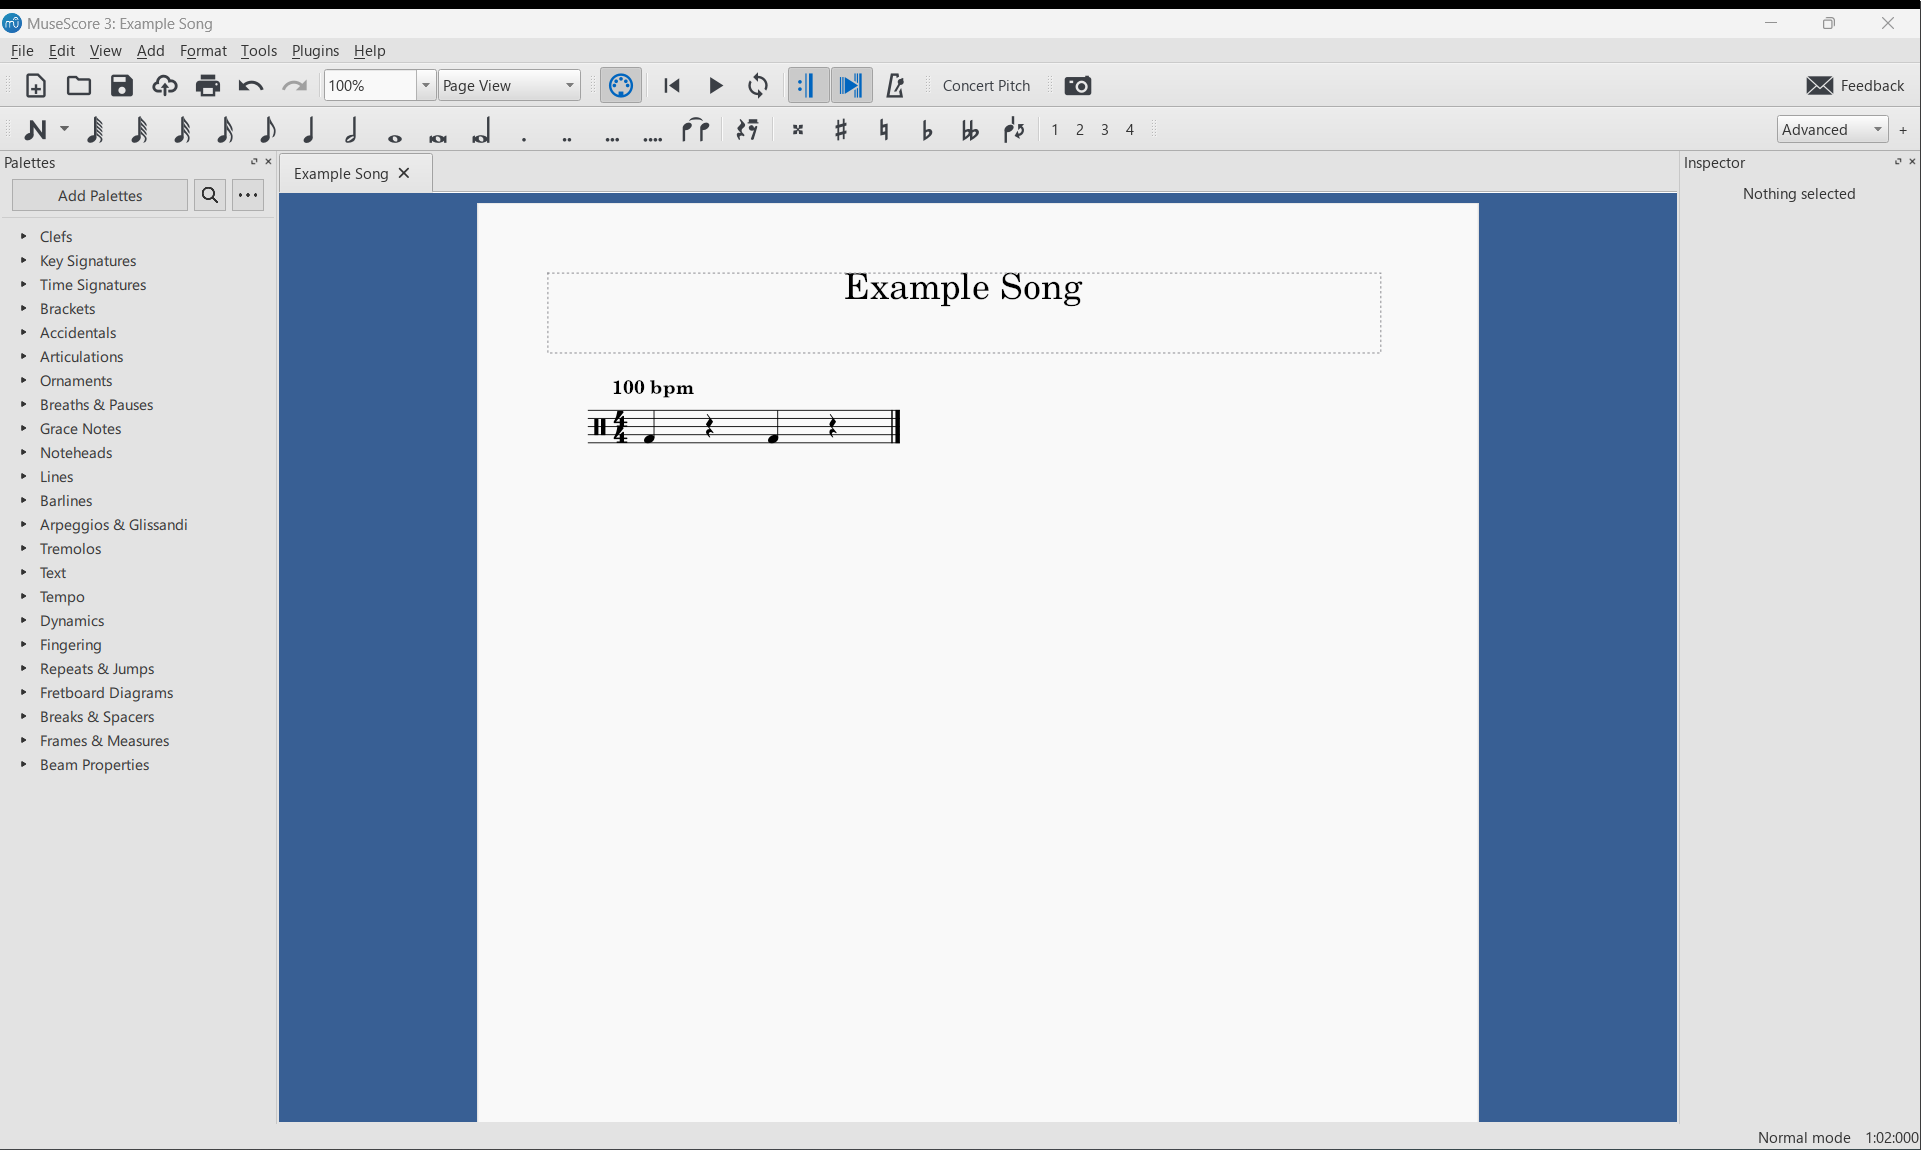 MuseScore 3: Example Song
File Edit View Add Format Tools Plugins Help
100% Page View Concert Pitch Feedback
1 2 3 4 Advanced +
Palettes
Example Song
Inspector
Add Palettes
Nothing selected
Clefs
Key Signatures
Time Signatures
Brackets
Accidentals
Articulations
Ornaments
Breaths & Pauses
Grace Notes
Noteheads
Lines
Barlines
Arpeggios & Glissandi
Tremolos
Text
Tempo
Dynamics
Fingering
Repeats & Jumps
Fretboard Diagrams
Breaks & Spacers
Frames & Measures
Beam Properties
Example Song
100 bpm
4
4
Normal mode 1:02:000